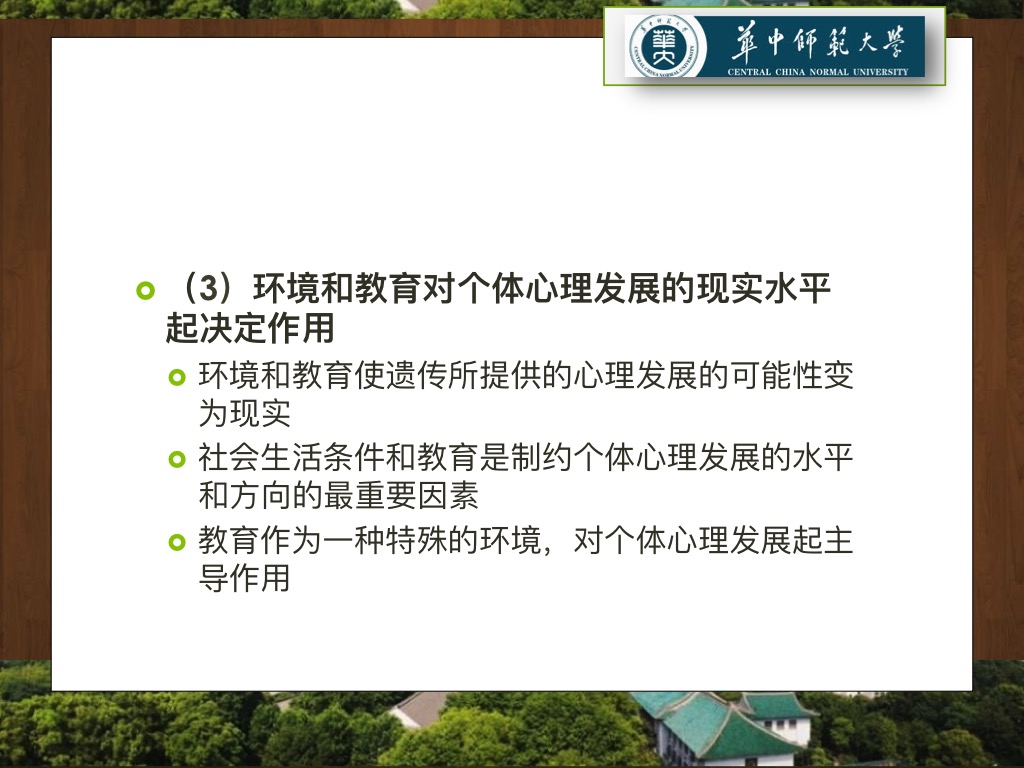 華中師範大學
CENTRAL CHINA NORMAL UNIVERSITY
（3）环境和教育对个体心理发展的现实水平
起决定作用
环境和教育使遗传所提供的心理发展的可能性变
为现实
社会生活条件和教育是制约个体心理发展的水平
和方向的最重要因素
教育作为一种特殊的环境，对个体心理发展起主
导作用